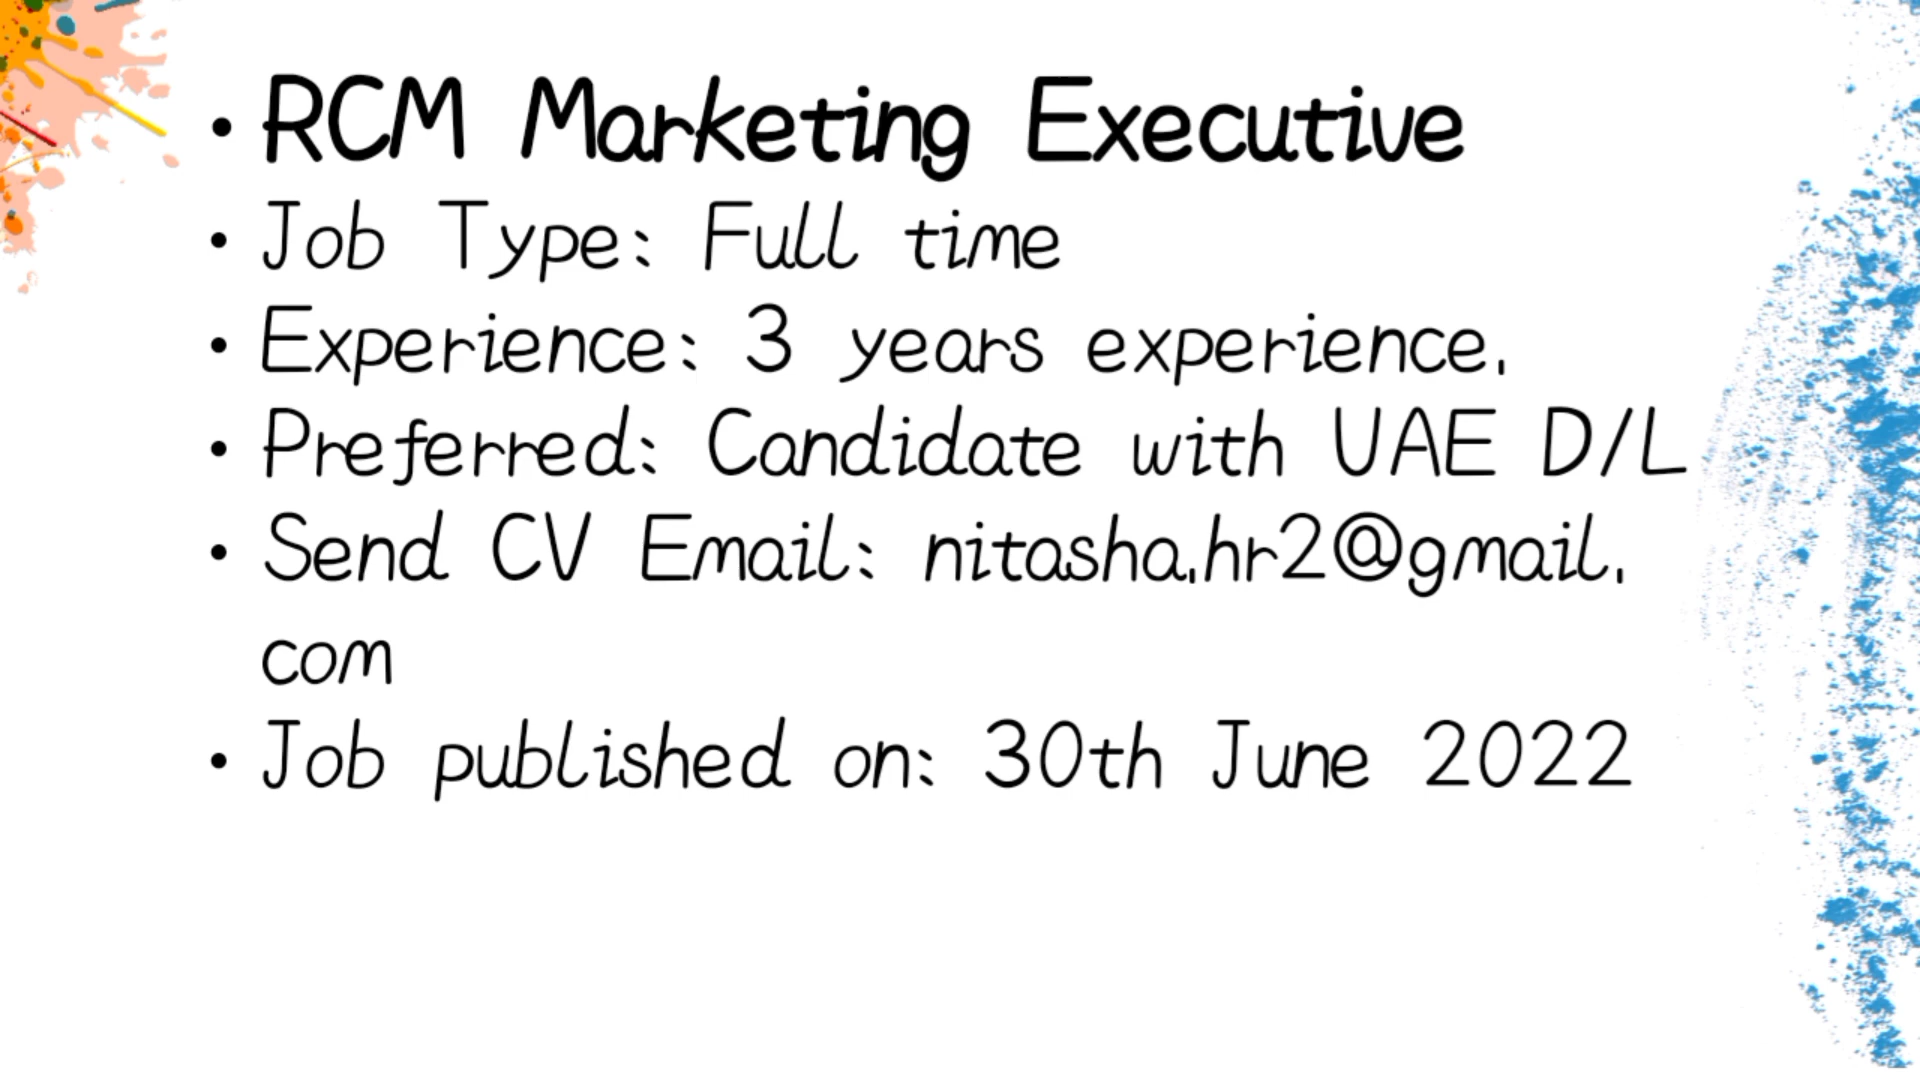 • RCM Marketing Executive
• Job Type: Full time
• Experience: 3 years experience.
• Preferred: Candidate with UAE D/L
• Send CV Email: nitasha.hr2@gmail.
com
• Job published on: 30th June 2022